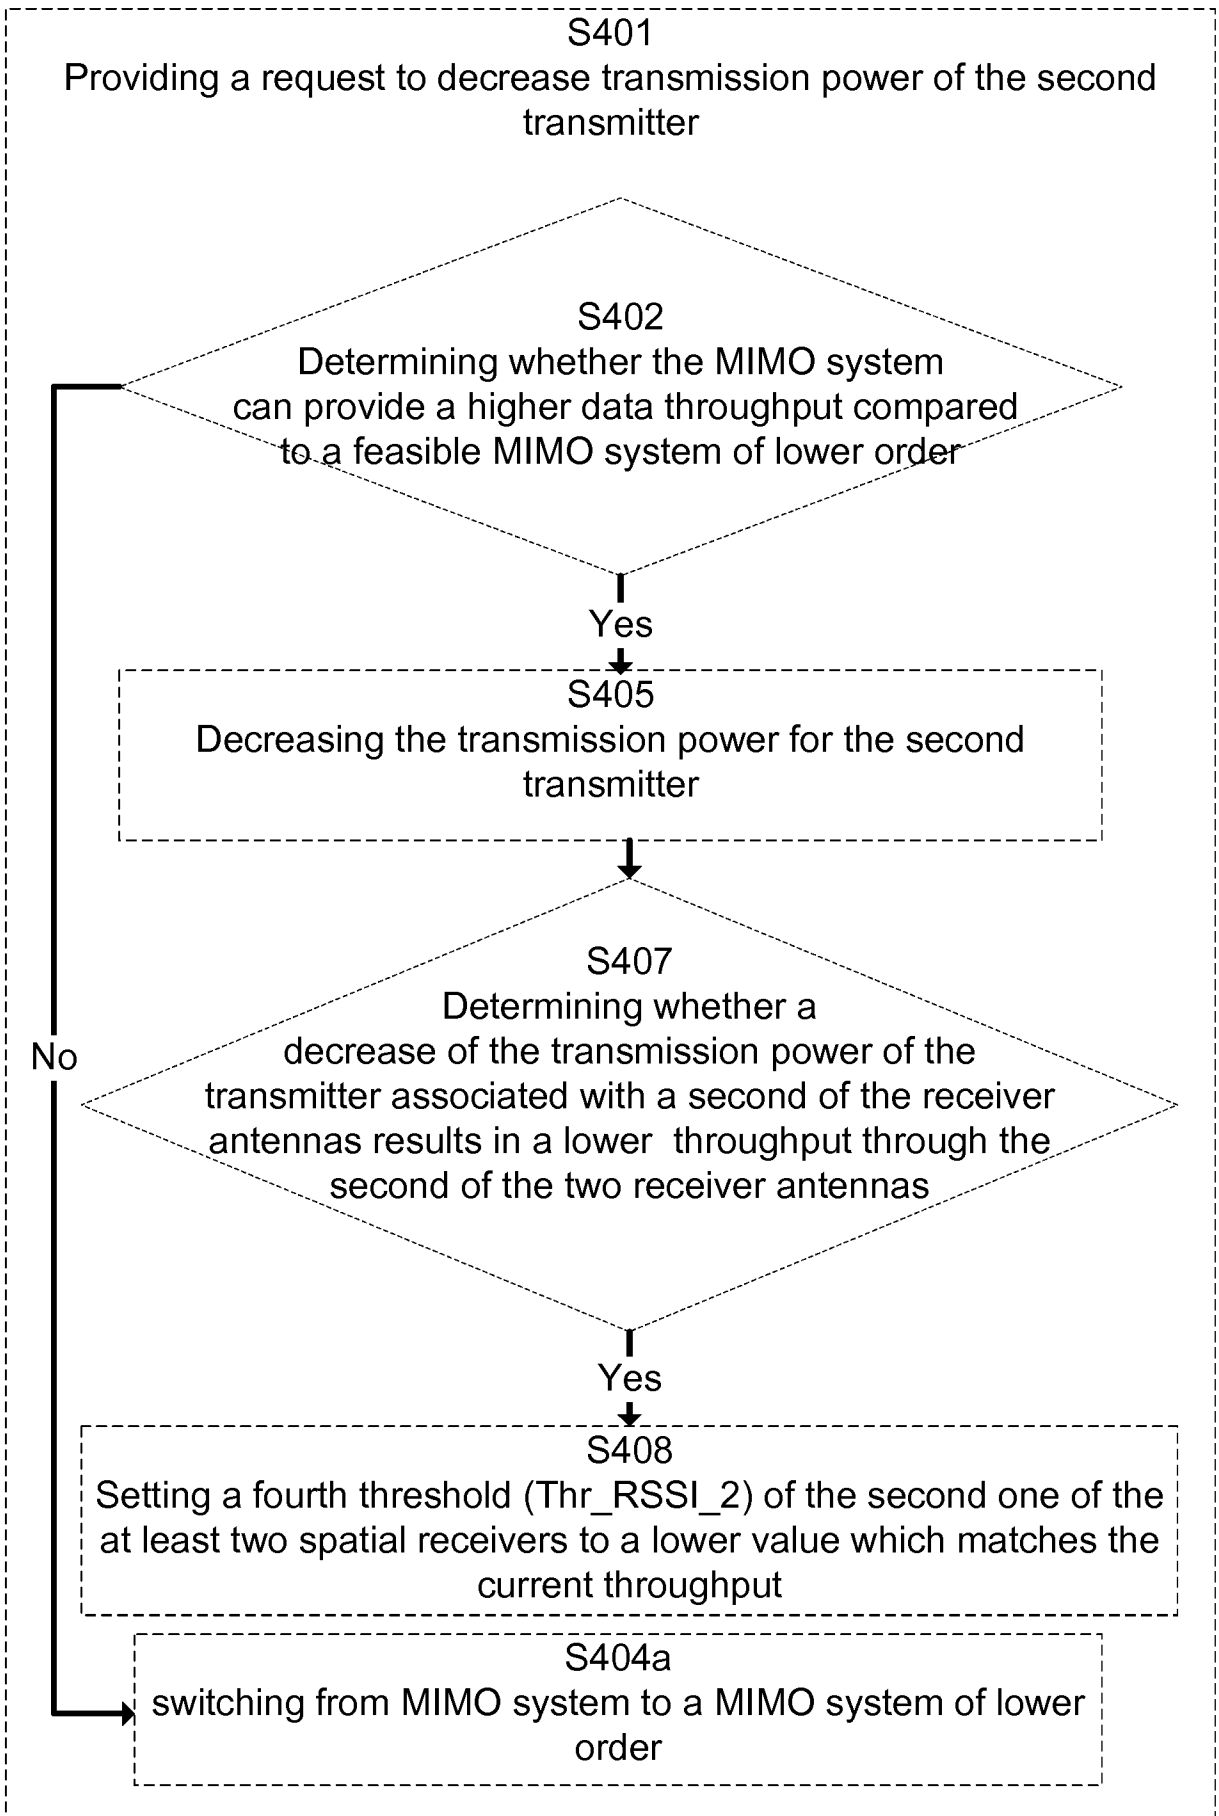 S401
Providing a request to decrease transmission power of the second
transmitter
S402
Determining whether the MIMO system
can provide a higher data throughput compared
to a feasible MIMO system of lower order
Yes
S405
Decreasing the transmission power for the second
transmitter
S407
Determining whether a
decrease of the transmission power of the
transmitter associated with a second of the receiver
antennas results in a lower throughput through the
second of the two receiver antennas
No
Yes
S408
Setting a fourth threshold (Thr_RSSI_2) of the second one of the
at least two spatial receivers to a lower value which matches the
current throughput
S404a
switching from MIMO system to a MIMO system of lower
order